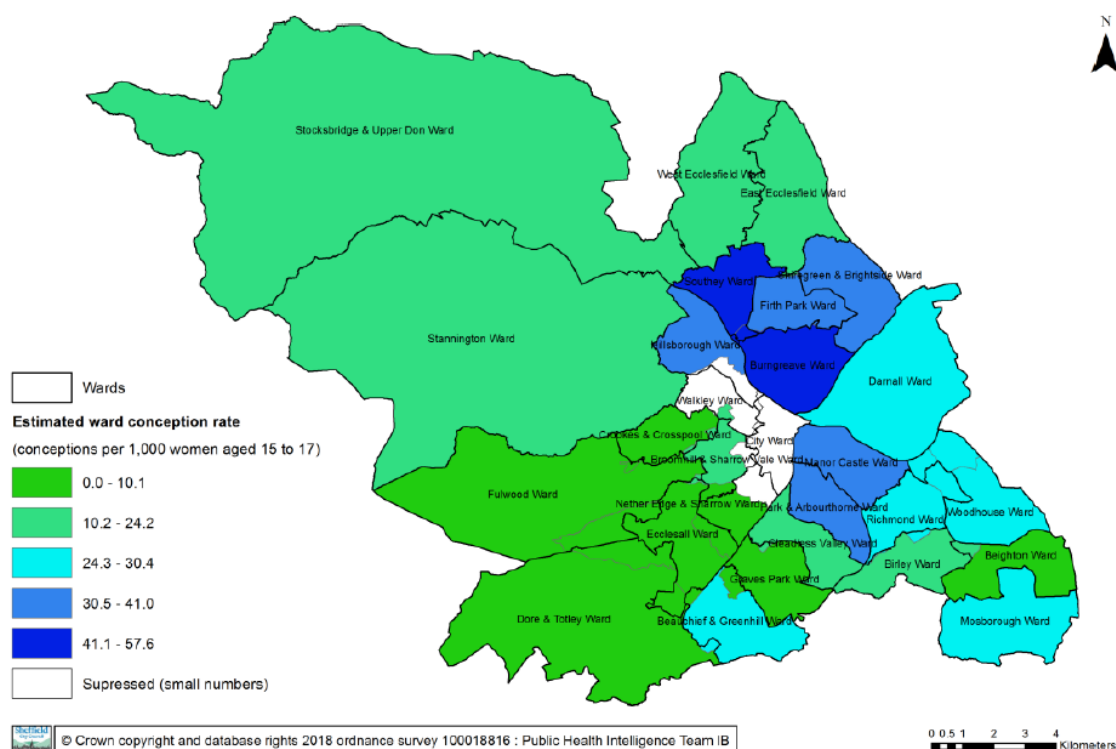 N
Stocksbridge & Upper Don Ward
West Ecclesfield Ward
East Ecclesfield Ward
Southey Ward
Shiregreen & Brightside Ward
Firth Park Ward
Stannington Ward
Hillsborough Ward
Burngreave Ward
Darnall Ward
Walkley Ward
Crookes & Crosspool Ward
City Ward
Broomhill & Sharrow Vale Ward
Manor Castle Ward
Fulwood Ward
Nether Edge & Sharrow Ward
Park & Arbourthorne Ward
Richmond Ward
Woodhouse Ward
Ecclesall Ward
Gleadless Valley Ward
Birley Ward
Beighton Ward
Graves Park Ward
Dore & Totley Ward
Beauchief & Greenhill Ward
Mosborough Ward
Wards
Estimated ward conception rate
(conceptions per 1,000 women aged 15 to 17)
0.0 - 10.1
10.2 - 24.2
24.3 - 30.4
30.5 - 41.0
41.1 - 57.6
Supressed (small numbers)
Sheffield
City Council
© Crown copyright and database rights 2018 ordnance survey 100018816 : Public Health Intelligence Team IB
0 0.5 1 2 3 4
Kilometers